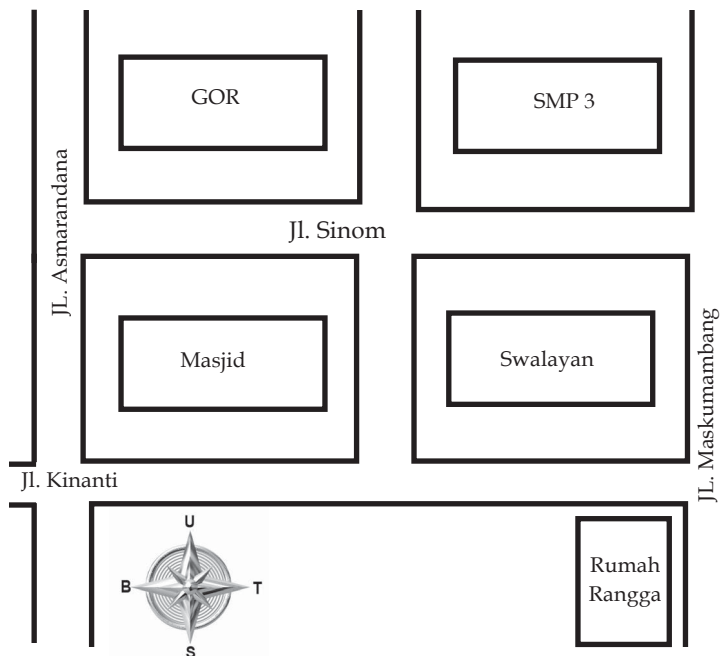 GOR
SMP 3
JL. Asmarandana
Jl. Sinom
Masjid
Swalayan
JL. Maskumambang
Jl. Kinanti
U
B
T
S
Rumah
Rangga